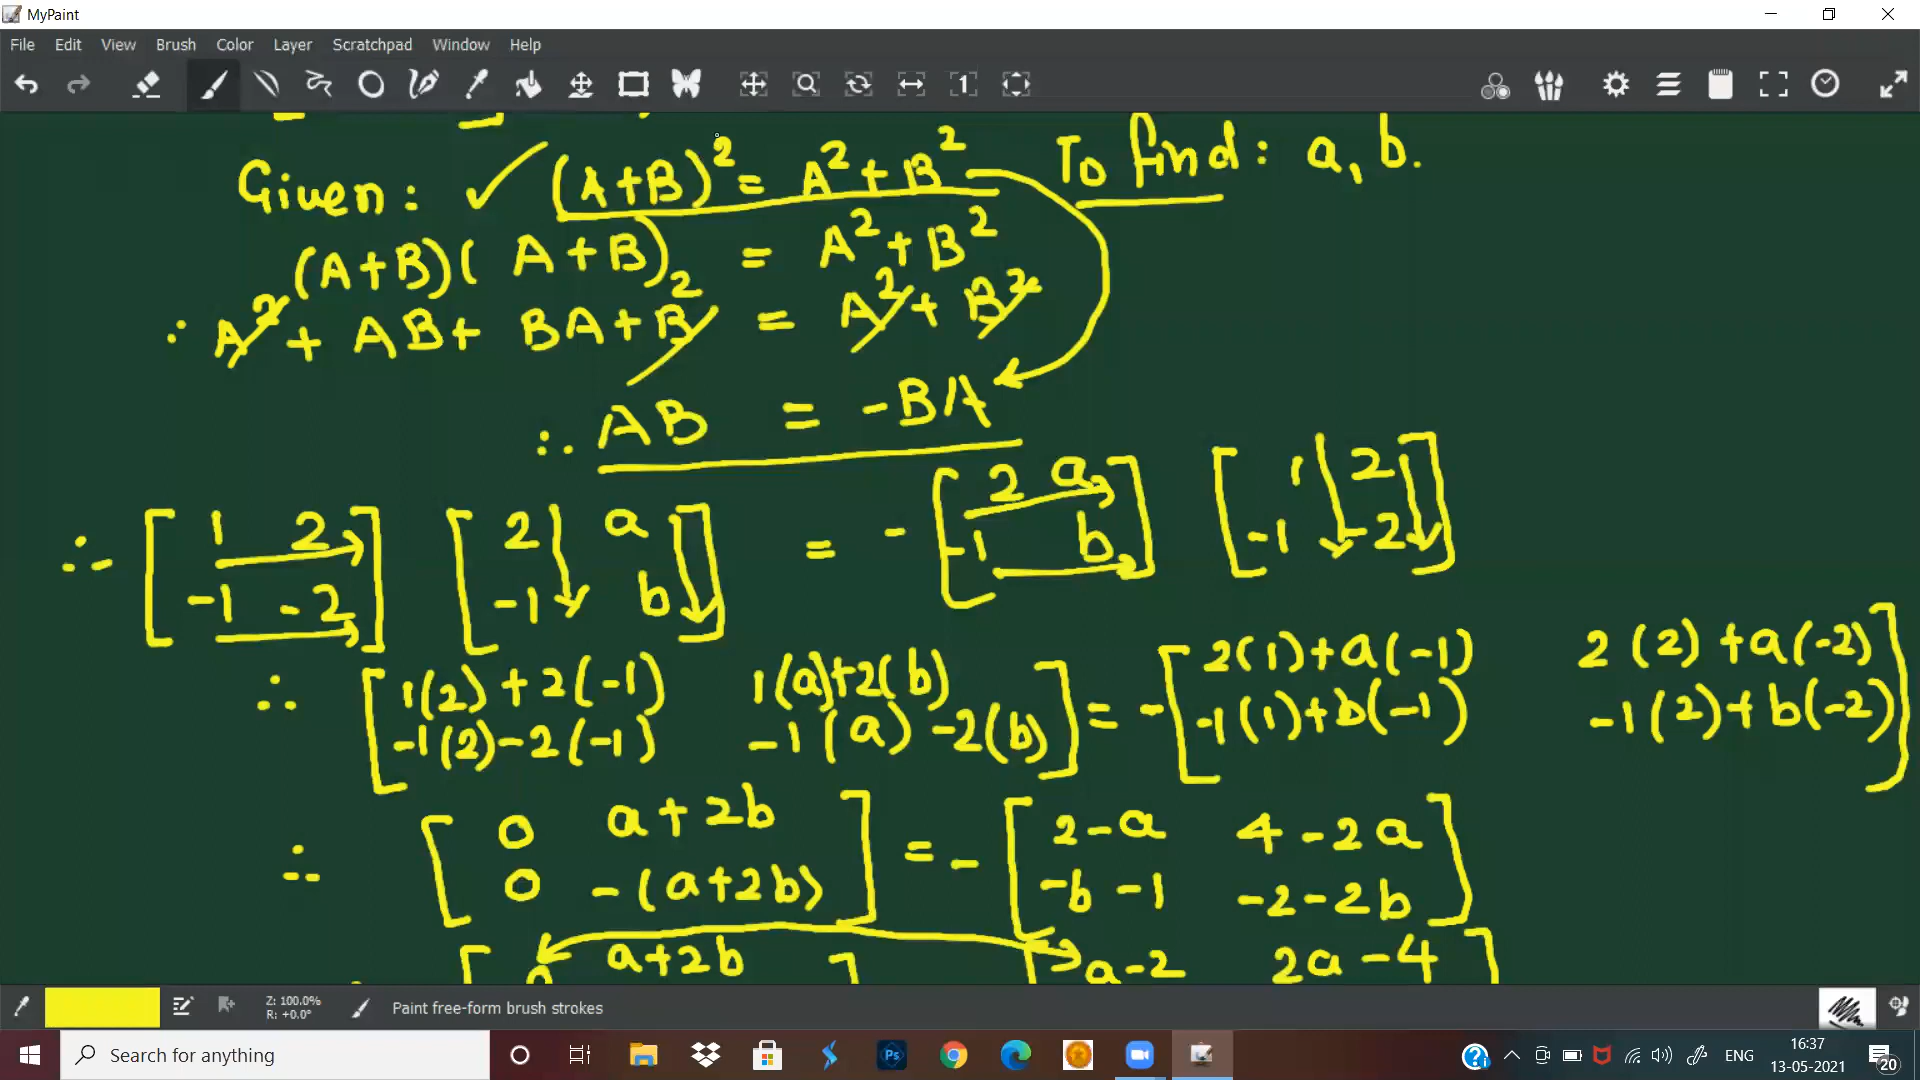 MyPaint
File Edit View Brush Color Layer Scratchpad Window Help
Given: ✓ (A+B)² = A² + B² To find: a, b.
(A+B)(A+B) = A² + B²
∴ A² + AB + BA + B² = A² + B²
∴ AB = -BA
∴ [1 2 -1 -2] [2 a -1 b] = - [2 a -1 b] [1 2 -1 -2]
∴ [1(2)+2(-1) 1(a)+2(b) = - [2(1)+a(-1) 2(2)+a(-2)
-1(2)-2(-1) -1(a)-2(b)] -1(1)+b(-1) -1(2)+b(-2)]
∴ [0 a+2b = - [2-a 4-2a
0 -(a+2b)] -b-1 -2-2b]
a+2b a-2 2a-4
Z: 100.0%
R: +0.0°
Paint free-form brush strokes
Search for anything
Ps
ENG
16:37
13-05-2021
20